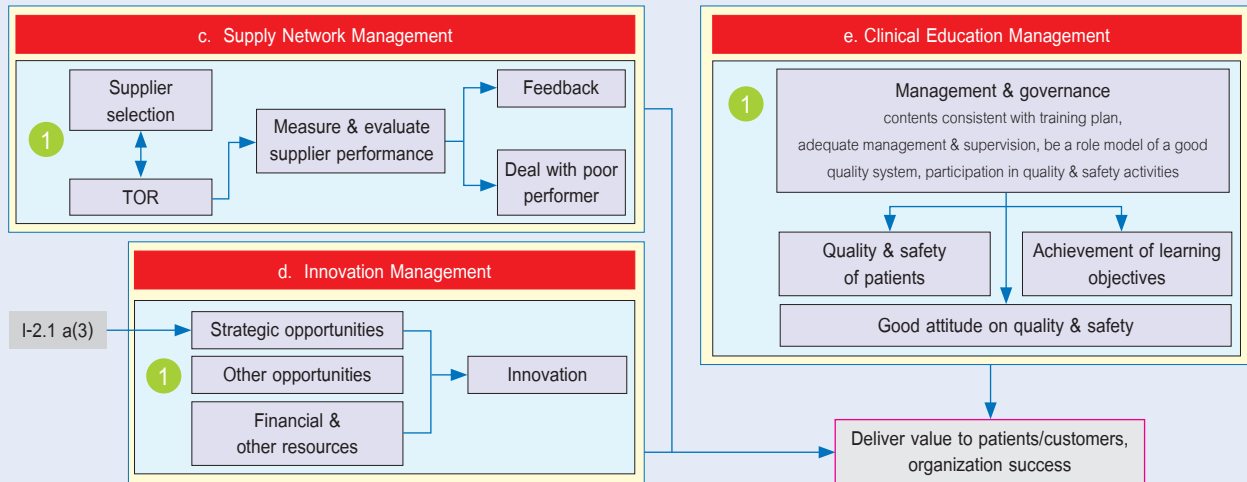 c. Supply Network Management
1
Supplier
selection
TOR
Measure & evaluate
supplier performance
Feedback
Deal with poor
performer
d. Innovation Management
I-2.1 a(3)
1
Strategic opportunities
Other opportunities
Financial &
other resources
Innovation
e. Clinical Education Management
1
Management & governance
contents consistent with training plan,
adequate management & supervision, be a role model of a good
quality system, participation in quality & safety activities
Quality & safety
of patients
Achievement of learning
objectives
Good attitude on quality & safety
Deliver value to patients/customers,
organization success